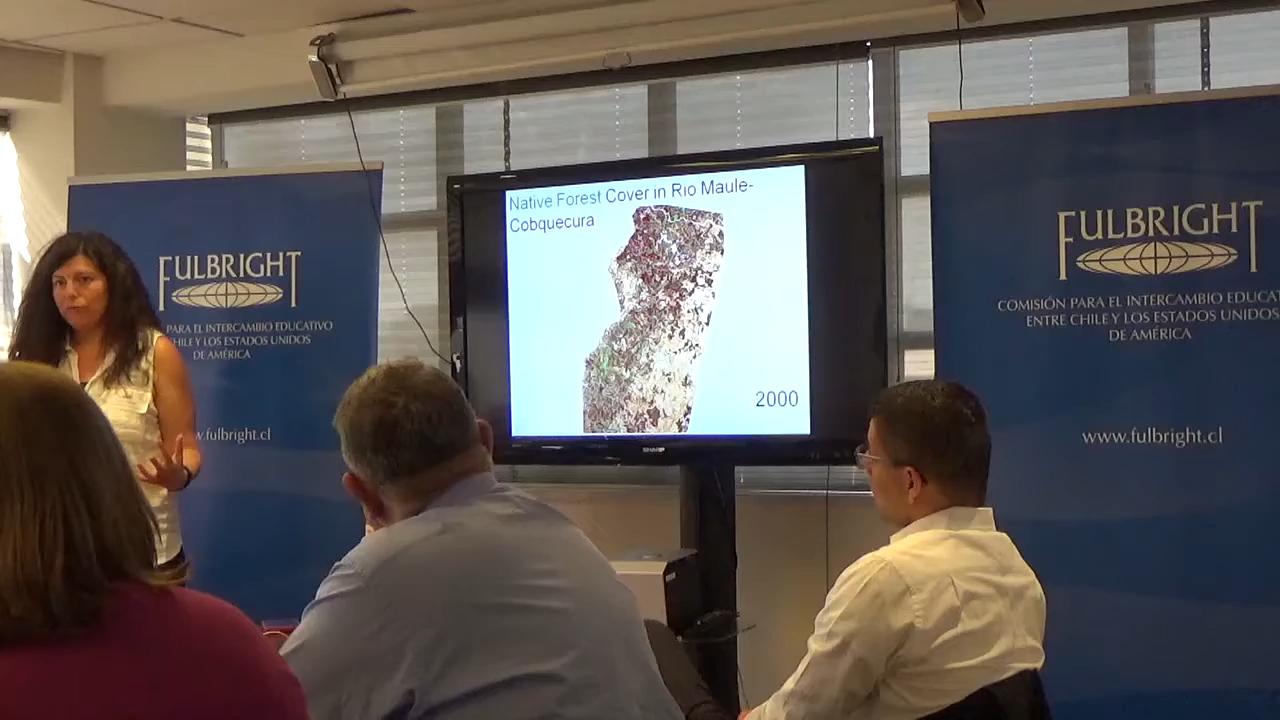 FULBRIGHT
PARA EL INTERCAMBIO EDUCATIVO
CHILE Y LOS ESTADOS UNIDOS
DE AMÉRICA
w.fulbright.cl
Native Forest Cover in Rio Maule-
Cobquecura
2000
SHARP
FULBRIGHT
COMISIÓN PARA EL INTERCAMBIO EDUCAT
ENTRE CHILE Y LOS ESTADOS UNIDOS
DE AMÉRICA
www.fulbright.cl